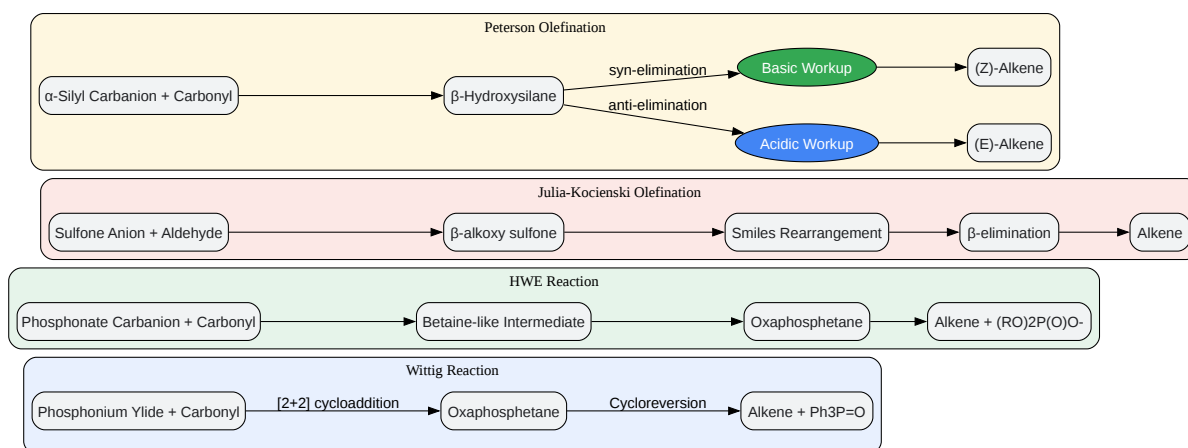 Peterson Olefination
α-Silyl Carbanion + Carbonyl
β-Hydroxysilane
syn-elimination
Basic Workup
(Z)-Alkene
anti-elimination
Acidic Workup
(E)-Alkene
Julia-Kocienski Olefination
Sulfone Anion + Aldehyde
β-alkoxy sulfone
Smiles Rearrangement
β-elimination
Alkene
HWE Reaction
Phosphonate Carbanion + Carbonyl
Betaine-like Intermediate
Oxaphosphetane
Alkene + (RO)2P(O)O-
Wittig Reaction
Phosphonium Ylide + Carbonyl
[2+2] cycloaddition
Oxaphosphetane
Cycloreversion
Alkene + Ph3P=O